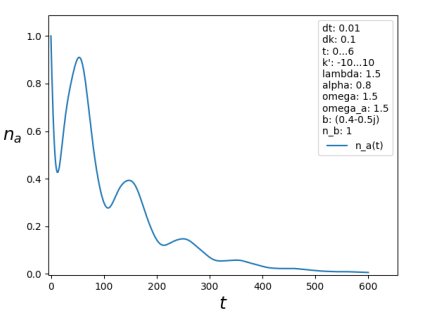 1.0
0.8
0.6
0.4
0.2
0.0
n_a
0
100
200
300
400
500
600
t
dt: 0.01
dk: 0.1
t: 0...6
k': -10...10
lambda: 1.5
alpha: 0.8
omega: 1.5
omega_a: 1.5
b: (0.4-0.5j)
n_b: 1
n_a(t)